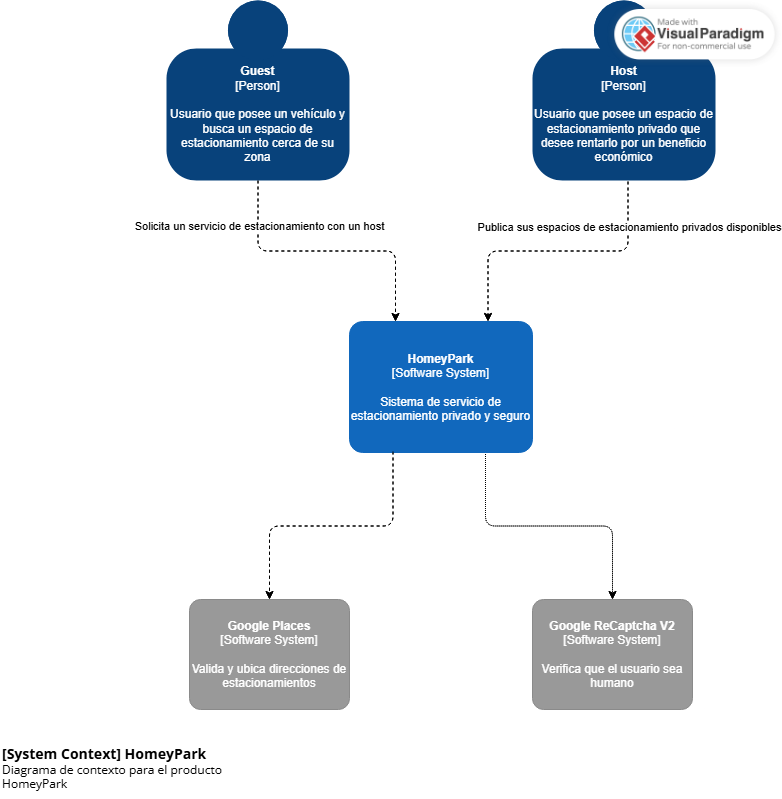 Made with
VisualParadigm
For non-commercial use
Guest
[Person]
Usuario que posee un vehículo y
busca un espacio de
estacionamiento cerca de su
zona
Host
[Person]
Usuario que posee un espacio de
estacionamiento privado que
desee rentarlo por un beneficio
económico
Solicita un servicio de estacionamiento con un host
Publica sus espacios de estacionamiento privados disponibles
HomeyPark
[Software System]
Sistema de servicio de
estacionamiento privado y seguro
Google Places
[Software System]
Valida y ubica direcciones de
estacionamientos
Google ReCaptcha V2
[Software System]
Verifica que el usuario sea
humano
[System Context] HomeyPark
Diagrama de contexto para el producto
HomeyPark